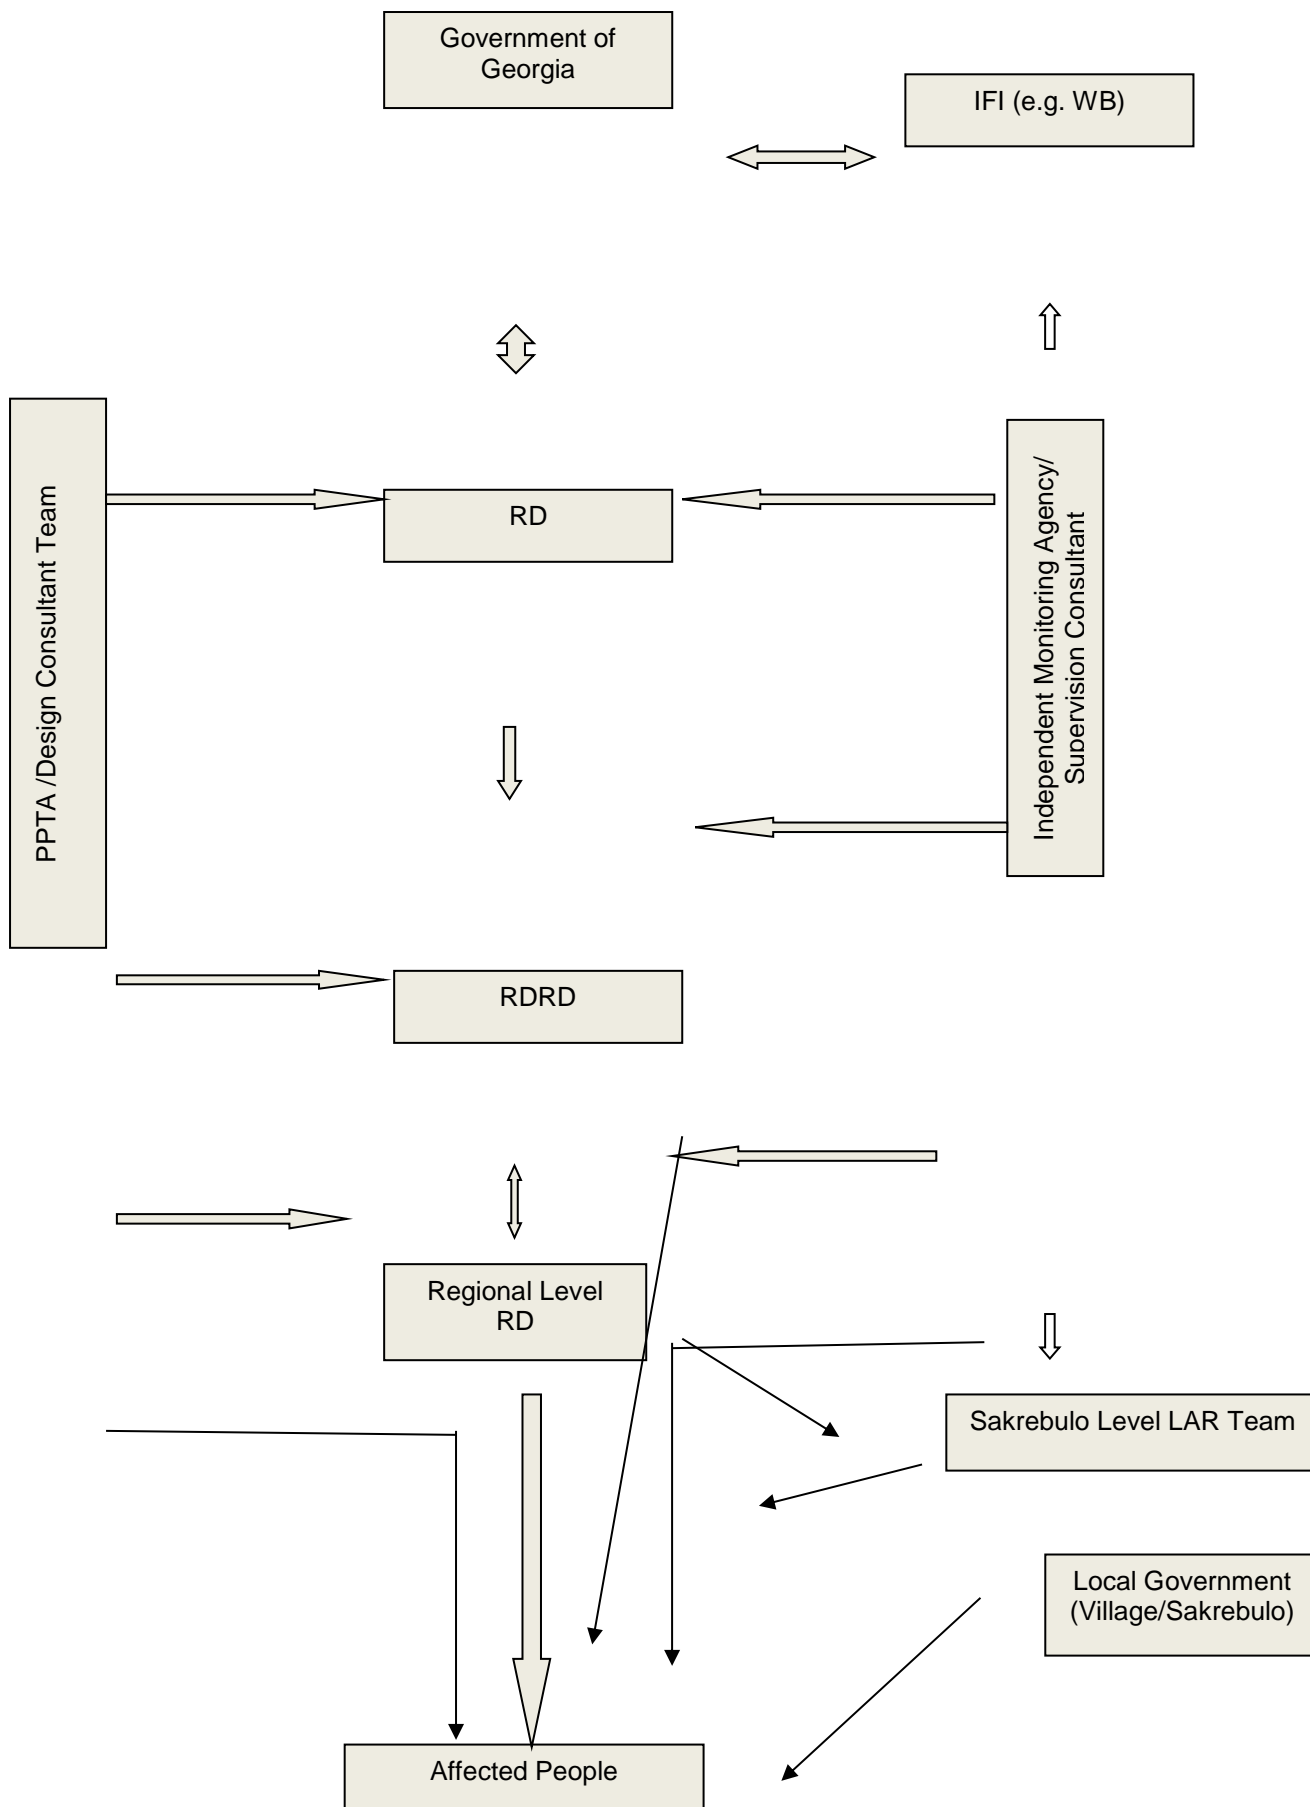 Government of
Georgia
IFI (e.g. WB)
PPTA /Design Consultant Team
RD
Independent Monitoring Agency/
Supervision Consultant
RDRD
Regional Level
RD
Sakrebulo Level LAR Team
Local Government
(Village/Sakrebulo)
Affected People